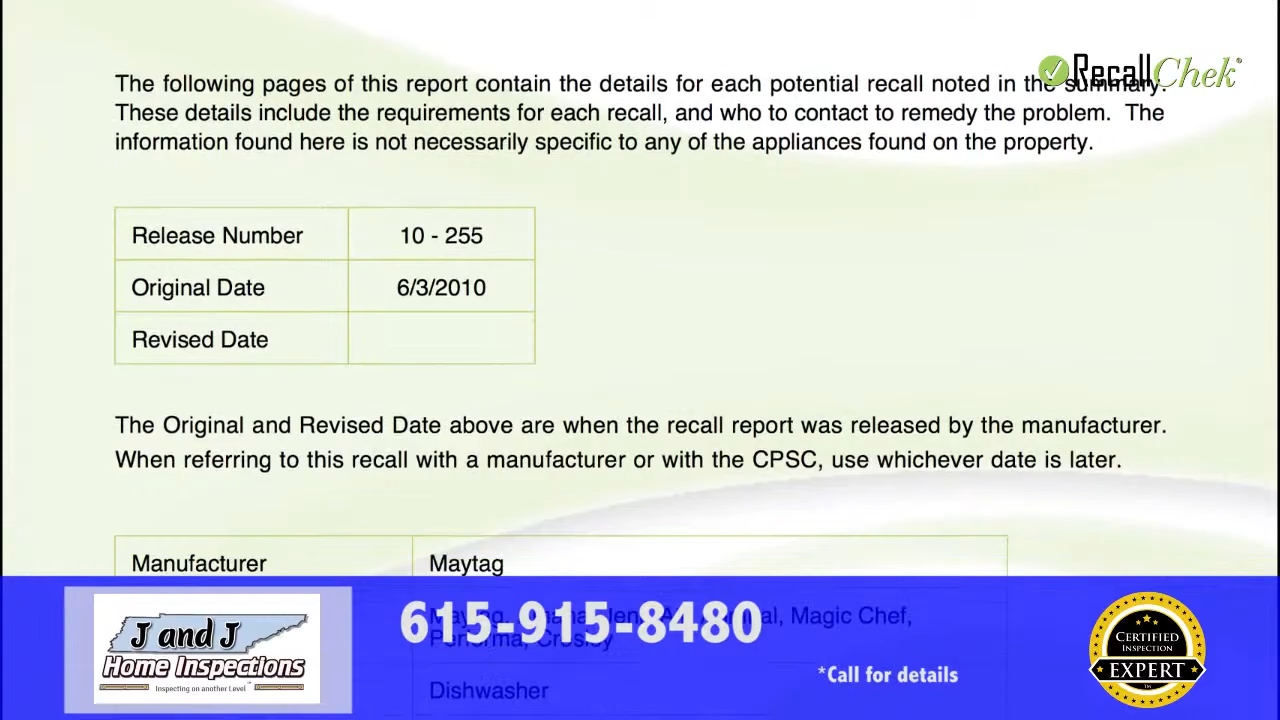 The following pages of this report contain the details for each potential recall noted in the summary.
RecallChek®
These details include the requirements for each recall, and who to contact to remedy the problem. The
information found here is not necessarily specific to any of the appliances found on the property.
Release Number 10 - 255
Original Date 6/3/2010
Revised Date
The Original and Revised Date above are when the recall report was released by the manufacturer.
When referring to this recall with a manufacturer or with the CPSC, use whichever date is later.
Manufacturer Maytag
Magic Chef,
Crosley
Dishwasher
J and J
Home Inspections
Inspecting on another Level™
615-915-8480
*Call for details
CERTIFIED
INSPECTION
EXPERT
TM